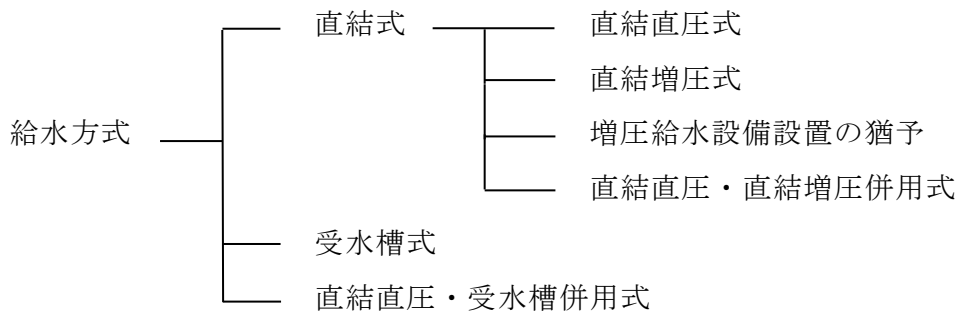 給水方式
直結式
直結直圧式
直結増圧式
増圧給水設備設置の猶予
直結直圧・直結増圧併用式
受水槽式
直結直圧・受水槽併用式